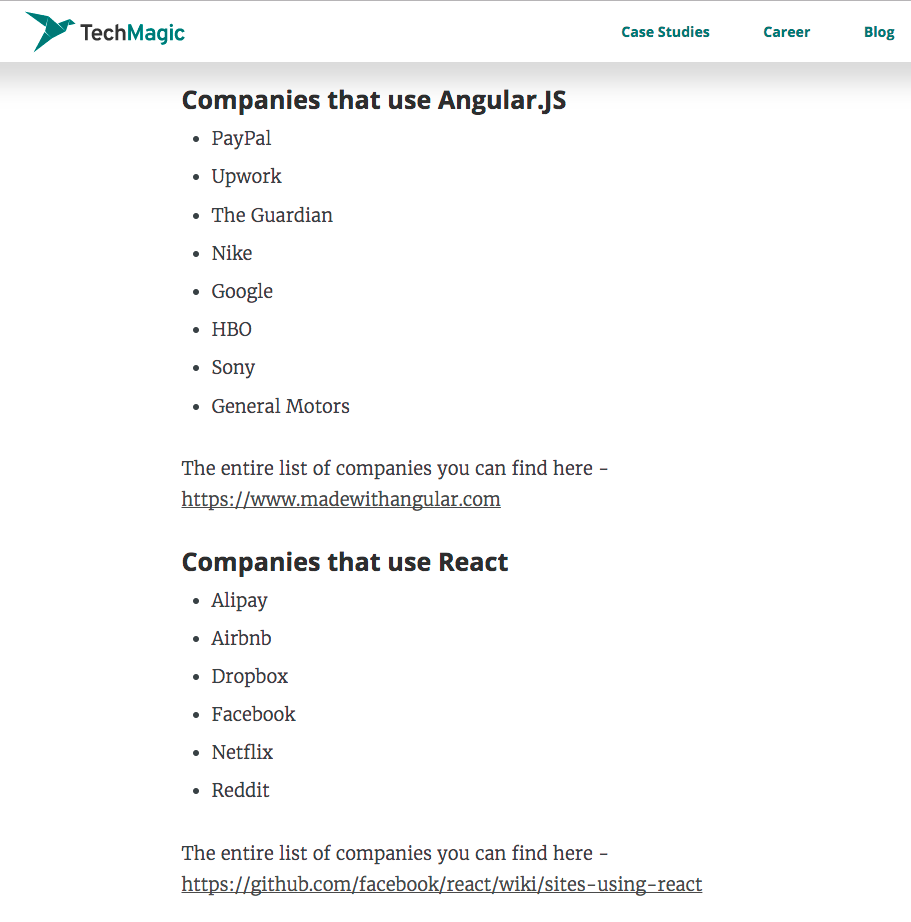 TechMagic
Case Studies Career Blog
Companies that use Angular.JS
• PayPal
• Upwork
• The Guardian
• Nike
• Google
• HBO
• Sony
• General Motors
The entire list of companies you can find here –
https://www.madewithangular.com
Companies that use React
• Alipay
• Airbnb
• Dropbox
• Facebook
• Netflix
• Reddit
The entire list of companies you can find here –
https://github.com/facebook/react/wiki/sites-using-react